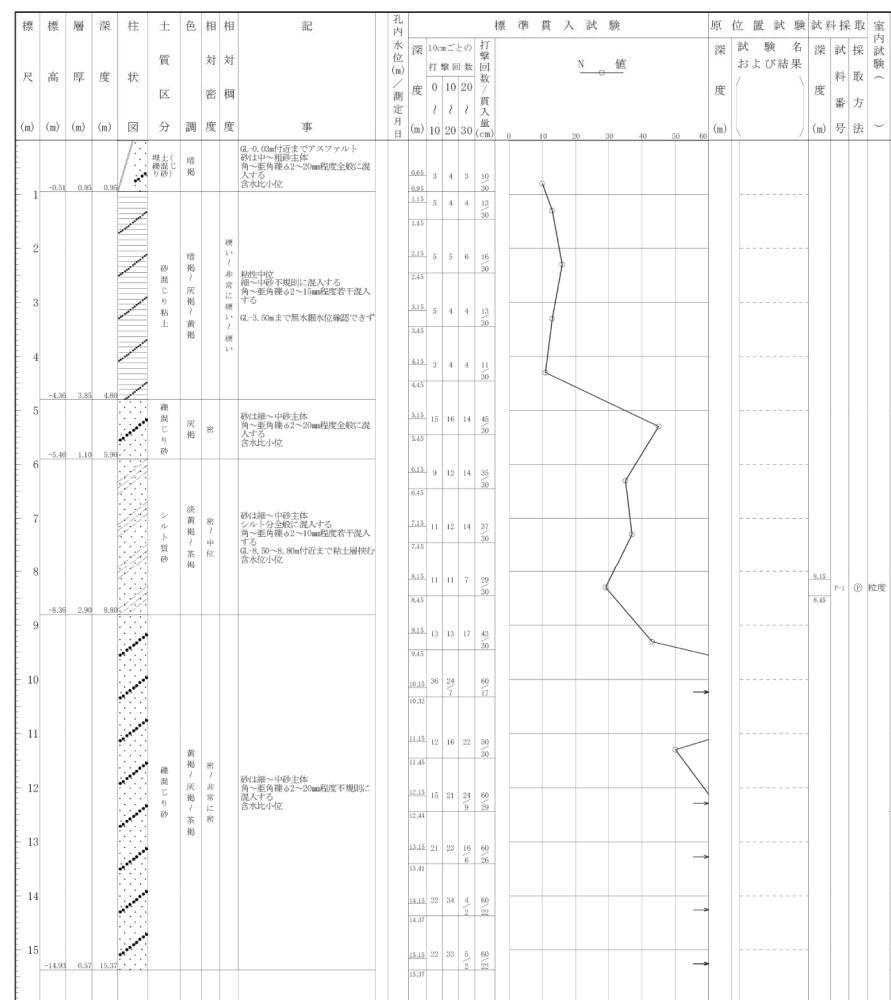 標尺(m)
標高(m)
層厚(m)
深度(m)
柱状図
土質区分
色調
相対密度
相対稠度
記事
孔内水位(m)/測定月日
標準貫入試験
深度(m)
10cmごとの
打撃回数
0 10 20
〜 〜 〜
10 20 30
打撃回数/貫入量(cm)
N 値
0 10 20 30 40 50 60
原位置試験
深度(m)
試験名
および結果
試料採取
深度(m)
試料番号
採取方法
室内試験( )
1
2
3
4
5
6
7
8
9
10
11
12
13
14
15
-0.51 0.95 0.95
埋土(
礫混じ
り砂)
暗褐
GL-0.03m付近までアスファルト
砂は中〜粗砂主体
角〜亜角礫φ2〜20mm程度全般に混
入する
含水比小位
-4.36 3.85 4.80
砂混じり粘土
暗褐〜灰褐〜黄褐
硬い〜非常に硬い〜硬い
粘性中位
細〜中砂不規則に混入する
角〜亜角礫φ2〜15mm程度若干混入
する
GL-3.50mまで無水掘水位確認できず
-5.46 1.10 5.90
礫混じり砂
灰褐
密
砂は細〜中砂主体
角〜亜角礫φ2〜20mm程度全般に混
入する
含水比小位
-8.36 2.90 8.80
シルト質砂
淡黄褐〜茶褐
密〜中位
砂は細〜中砂主体
シルト分全般に混入する
角〜亜角礫φ2〜10mm程度若干混入
する
GL-8.50〜8.80m付近まで粘土層挟む
含水位小位
-14.93 6.57 15.37
礫混じり砂
黄褐〜灰褐〜茶褐
密〜非常に密
砂は細〜中砂主体
角〜亜角礫φ2〜20mm程度不規則に
混入する
含水比小位
0.65 3 4 3 10/30
0.95
1.15 5 4 4 13/30
1.45
2.15 5 5 6 16/30
2.45
3.15 5 4 4 13/30
3.45
4.15 3 4 4 11/30
4.45
5.15 15 16 14 45/30
5.45
6.15 9 12 14 35/30
6.45
7.15 11 12 14 37/30
7.45
8.15 11 11 7 29/30
8.45
9.15 13 13 17 43/30
9.45
10.15 36 24/7 60/17
10.32
11.15 12 16 22 50/30
11.45
12.15 15 21 24/9 60/29
12.44
13.15 21 23 16/6 60/26
13.41
14.15 22 34 4/2 60/22
14.37
15.15 22 33 5/2 60/22
15.37
8.15
8.45
P-1 Ⓟ 粒度